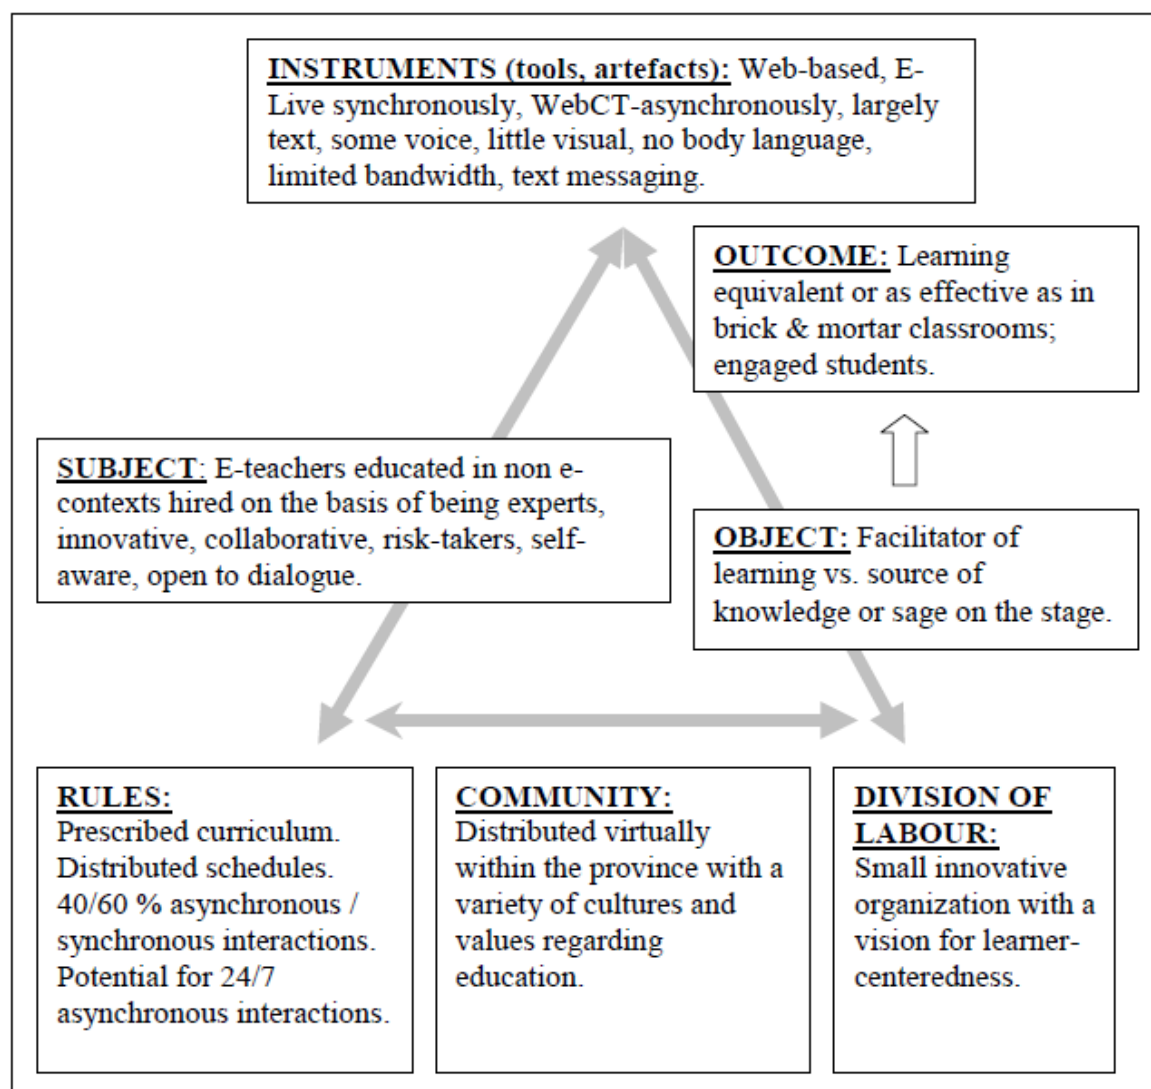 INSTRUMENTS (tools, artefacts): Web-based, E-
Live synchronously, WebCT-asynchronously, largely
text, some voice, little visual, no body language,
limited bandwidth, text messaging.
OUTCOME: Learning
equivalent or as effective as in
brick & mortar classrooms;
engaged students.
SUBJECT: E-teachers educated in non e-
contexts hired on the basis of being experts,
innovative, collaborative, risk-takers, self-
aware, open to dialogue.
OBJECT: Facilitator of
learning vs. source of
knowledge or sage on the stage.
RULES:
Prescribed curriculum.
Distributed schedules.
40/60 % asynchronous /
synchronous interactions.
Potential for 24/7
asynchronous interactions.
COMMUNITY:
Distributed virtually
within the province with a
variety of cultures and
values regarding
education.
DIVISION OF
LABOUR:
Small innovative
organization with a
vision for learner-
centeredness.